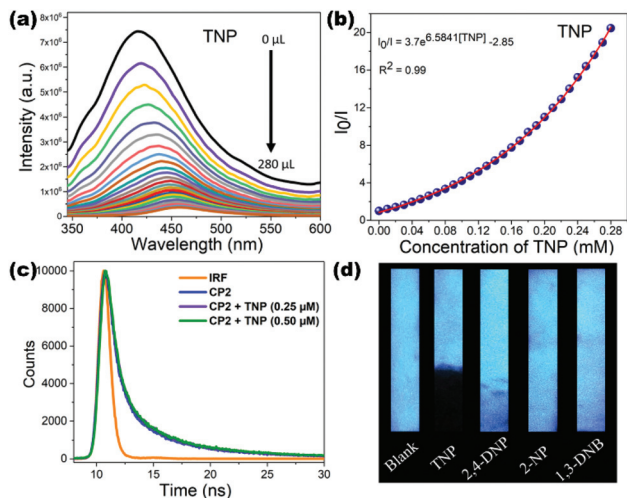 (a)
TNP
0 µL
280 µL
8x10⁶
7x10⁶
6x10⁶
5x10⁶
4x10⁶
3x10⁶
2x10⁶
1x10⁶
0
Intensity (a.u.)
350 400 450 500 550 600
Wavelength (nm)
(b)
TNP
I₀/I = 3.7e^6.5841[TNP] -2.85
R² = 0.99
20
16
12
8
4
0
I₀/I
0.00 0.04 0.08 0.12 0.16 0.20 0.24 0.28
Concentration of TNP (mM)
(c)
IRF
CP2
CP2 + TNP (0.25 µM)
CP2 + TNP (0.50 µM)
10000
8000
6000
4000
2000
0
Counts
10 15 20 25 30
Time (ns)
(d)
Blank
TNP
2,4-DNP
2-NP
1,3-DNB